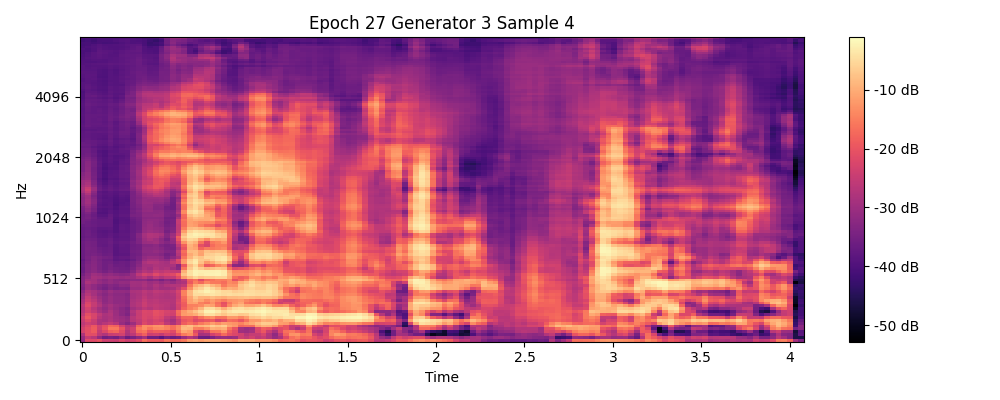 Epoch 27 Generator 3 Sample 4
4096
2048
1024
512
0
Hz
0 0.5 1 1.5 2 2.5 3 3.5 4
Time
-10 dB
-20 dB
-30 dB
-40 dB
-50 dB